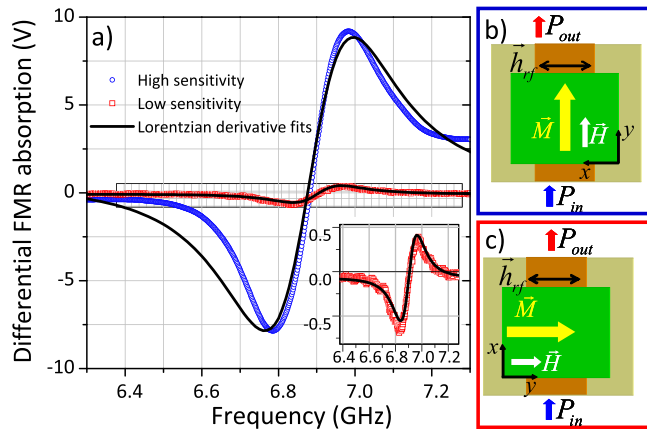 a)
High sensitivity
Low sensitivity
Lorentzian derivative fits
Differential FMR absorption (V)
10
5
0
-5
-10
6.4
6.6
6.8
7.0
7.2
Frequency (GHz)
0.5
0.0
-0.5
6.4 6.6 6.8 7.0 7.2
b)
P_out
h_rf
M
H
y
x
P_in
c)
P_out
h_rf
M
x
H
y
P_in